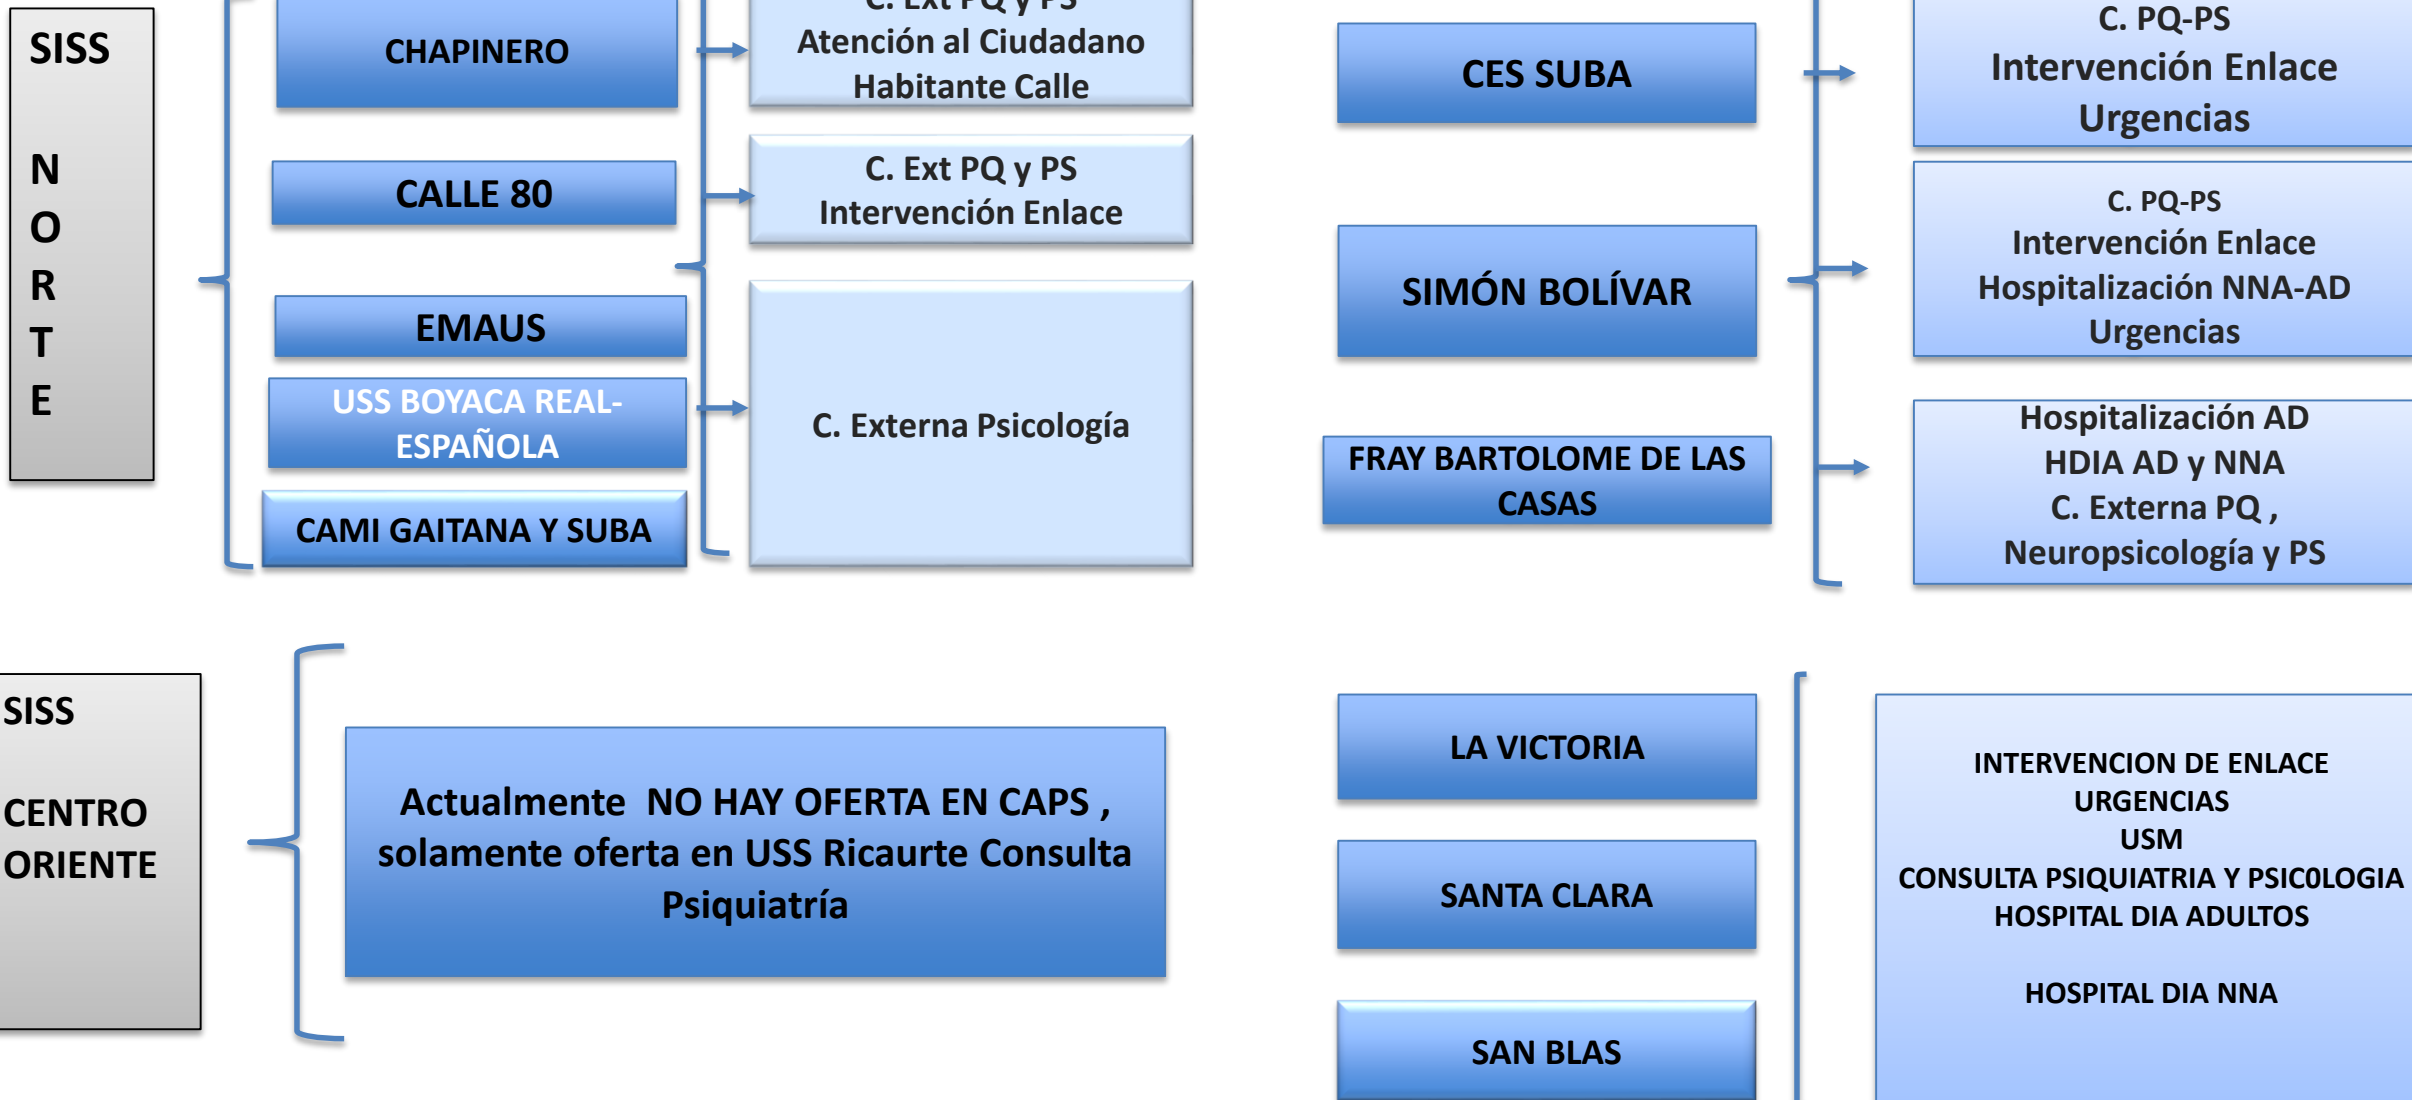 SISS
N
O
R
T
E
CHAPINERO
CALLE 80
EMAUS
USS BOYACA REAL-
ESPAÑOLA
CAMI GAITANA Y SUBA
C. Ext PQ y PS
Atención al Ciudadano
Habitante Calle
C. Ext PQ y PS
Intervención Enlace
C. Externa Psicología
CES SUBA
SIMÓN BOLÍVAR
FRAY BARTOLOME DE LAS
CASAS
C. PQ-PS
Intervención Enlace
Urgencias
C. PQ-PS
Intervención Enlace
Hospitalización NNA-AD
Urgencias
Hospitalización AD
HDIA AD y NNA
C. Externa PQ ,
Neuropsicología y PS
SISS
CENTRO
ORIENTE
Actualmente  NO HAY OFERTA EN CAPS ,
solamente oferta en USS Ricaurte Consulta
Psiquiatría
LA VICTORIA
SANTA CLARA
SAN BLAS
INTERVENCION DE ENLACE
URGENCIAS
USM
CONSULTA PSIQUIATRIA Y PSIC0LOGIA
HOSPITAL DIA ADULTOS
HOSPITAL DIA NNA